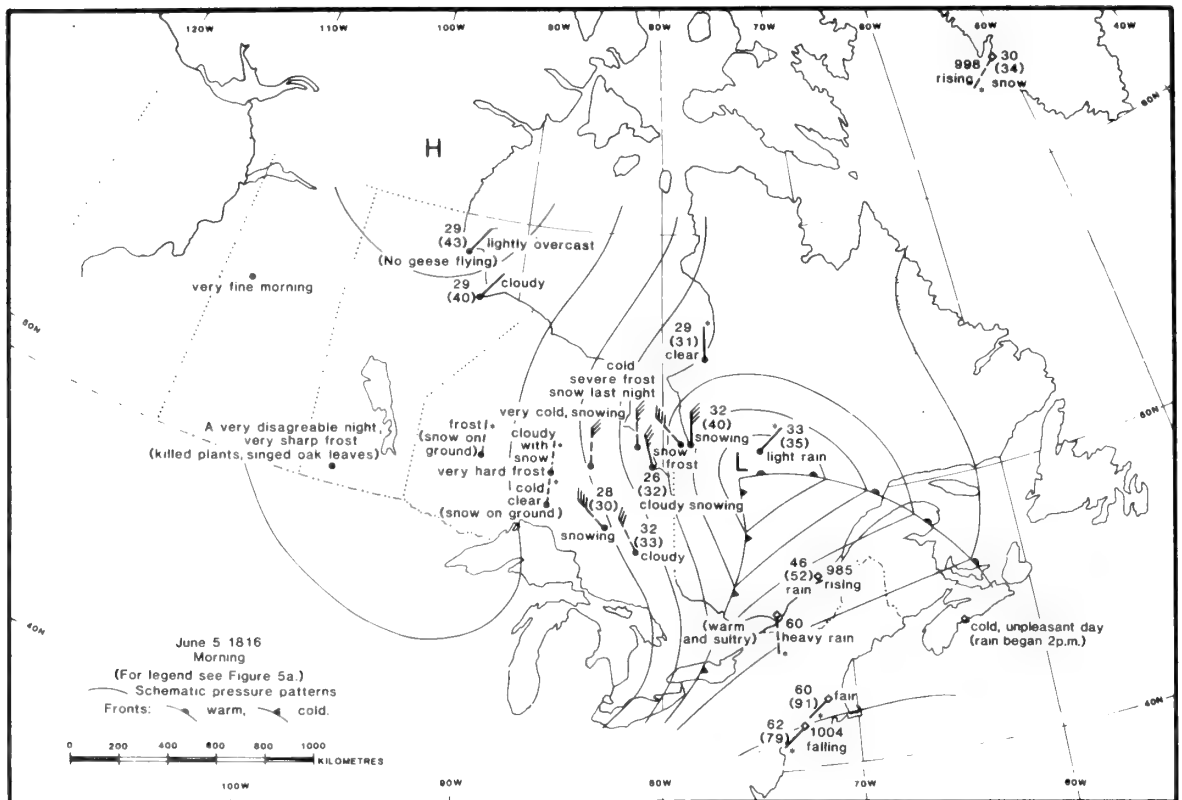 120W 110W 100W 90W 80W 70W 60W 50W 40W
998 30
(34)
rising snow
60N
H
29
(43) lightly overcast
(No geese flying)
29
(40) cloudy
very fine morning
50N
29
(31)
clear
cold
severe frost
snow last night
very cold, snowing
32
(40)
snowing
33
(35)
light rain
L
50N
A very disagreable night,
very sharp frost
(killed plants, singed oak leaves)
frost
(snow on
ground)
cloudy
with
snow
very hard frost
cold
clear
(snow on ground)
snow
frost
26
(32)
cloudy snowing
28
(30)
snowing
32
(33)
cloudy
46
(52)
rain
985
rising
40N
(warm
and sultry)
60
heavy rain
cold, unpleasant day
(rain began 2p.m.)
June 5 1816
Morning
(For legend see Figure 5a.)
Schematic pressure patterns
Fronts: warm, cold.
60
(91)
fair
62
(79)
1004
falling
40N
0 200 400 600 800 1000
KILOMETRES
100W 90W 80W 70W 60W